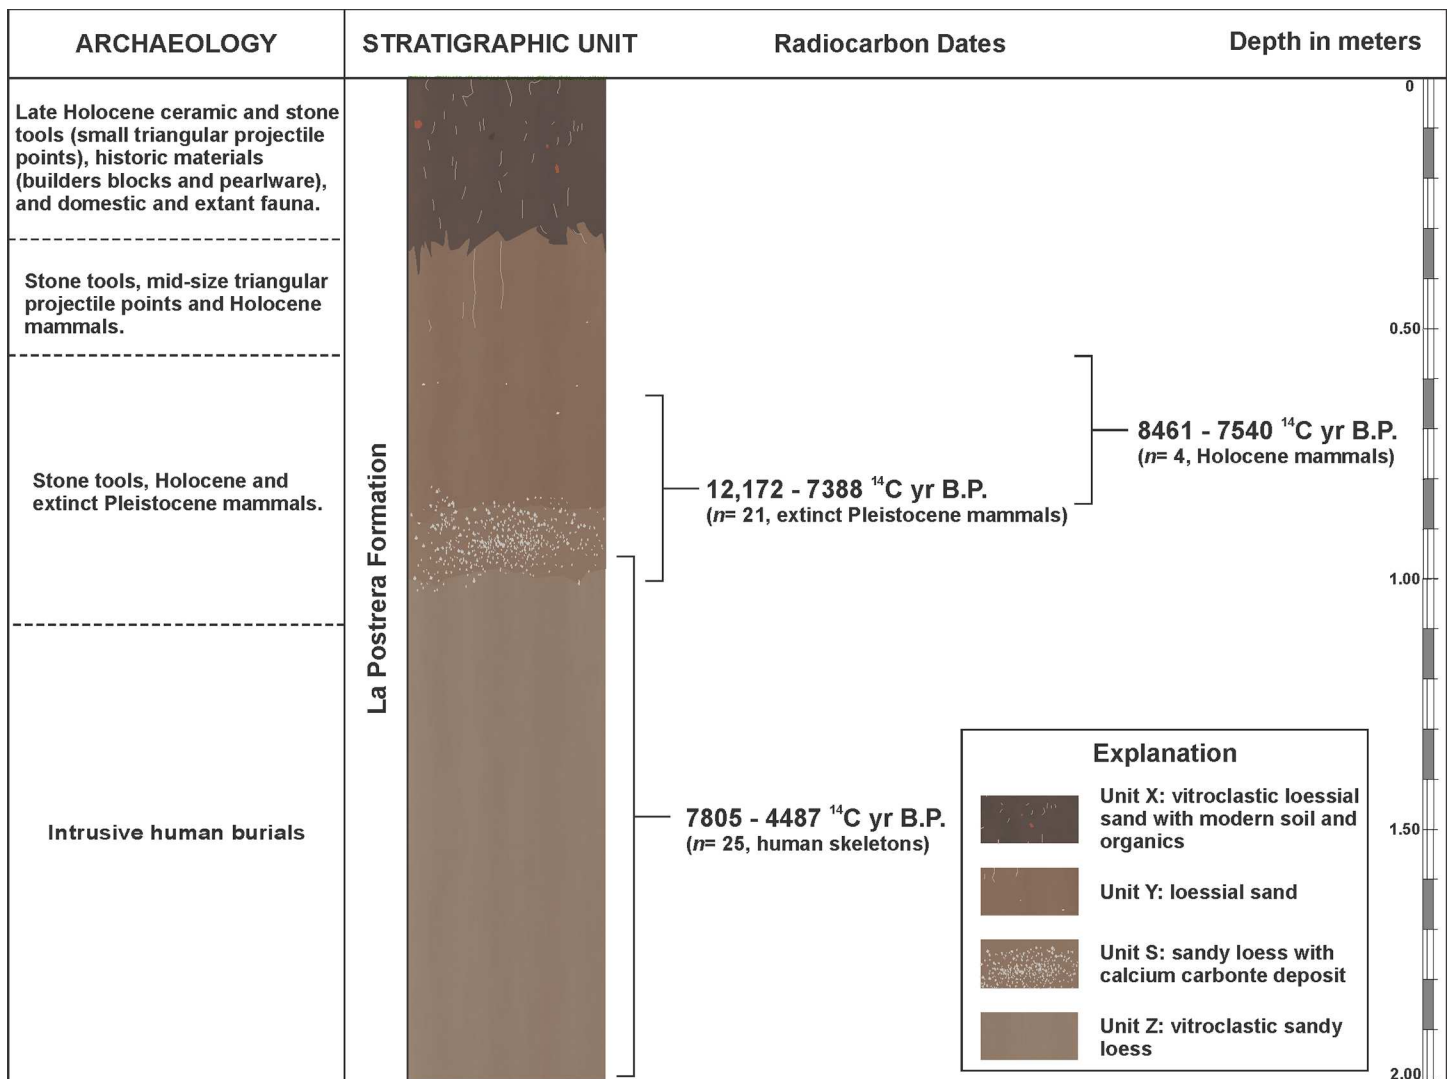 ARCHAEOLOGY
STRATIGRAPHIC UNIT
Radiocarbon Dates
Depth in meters
Late Holocene ceramic and stone
tools (small triangular projectile
points), historic materials
(builders blocks and pearlware),
and domestic and extant fauna.
Stone tools, mid-size triangular
projectile points and Holocene
mammals.
Stone tools, Holocene and
extinct Pleistocene mammals.
Intrusive human burials
La Postrera Formation
12,172 - 7388 ¹⁴C yr B.P.
(n= 21, extinct Pleistocene mammals)
8461 - 7540 ¹⁴C yr B.P.
(n= 4, Holocene mammals)
7805 - 4487 ¹⁴C yr B.P.
(n= 25, human skeletons)
0
0.50
1.00
1.50
2.00
Explanation
Unit X: vitroclastic loessial
sand with modern soil and
organics
Unit Y: loessial sand
Unit S: sandy loess with
calcium carbonte deposit
Unit Z: vitroclastic sandy
loess